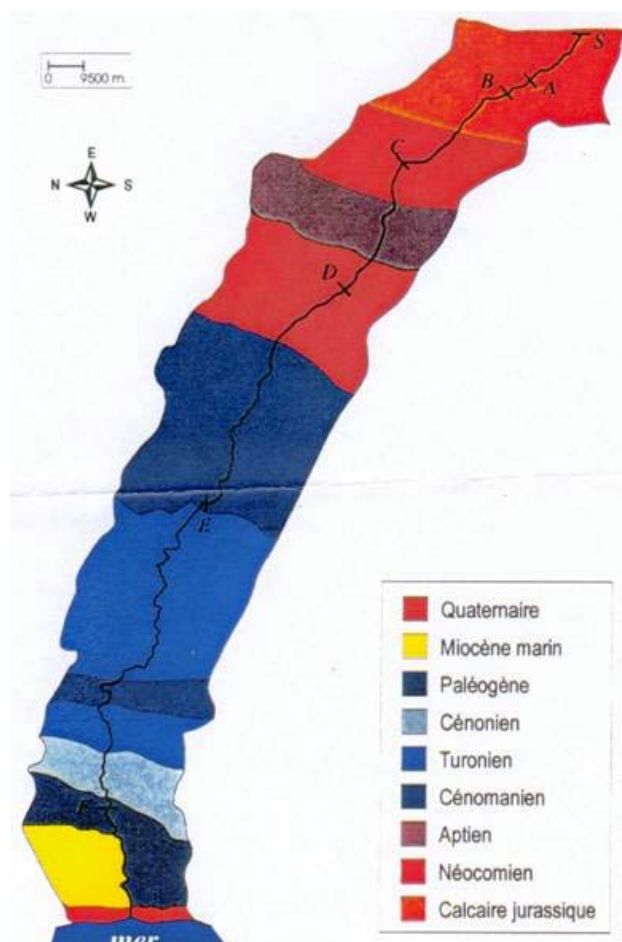 S
0 9500 m.
B
A
E
N S
W
C
D
E
F
Quaternaire
Miocène marin
Paléogène
Cénonien
Turonien
Cénomanien
Aptien
Néocomien
Calcaire jurassique
mer